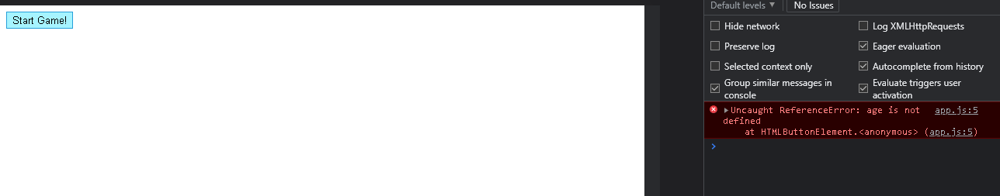 Start Game!
Default levels ▼ No Issues
Hide network
Log XMLHttpRequests
Preserve log
Eager evaluation
Selected context only
Autocomplete from history
Group similar messages in
console
Evaluate triggers user
activation
Uncaught ReferenceError: age is not app.js:5
defined
at HTMLButtonElement.<anonymous> (app.js:5)